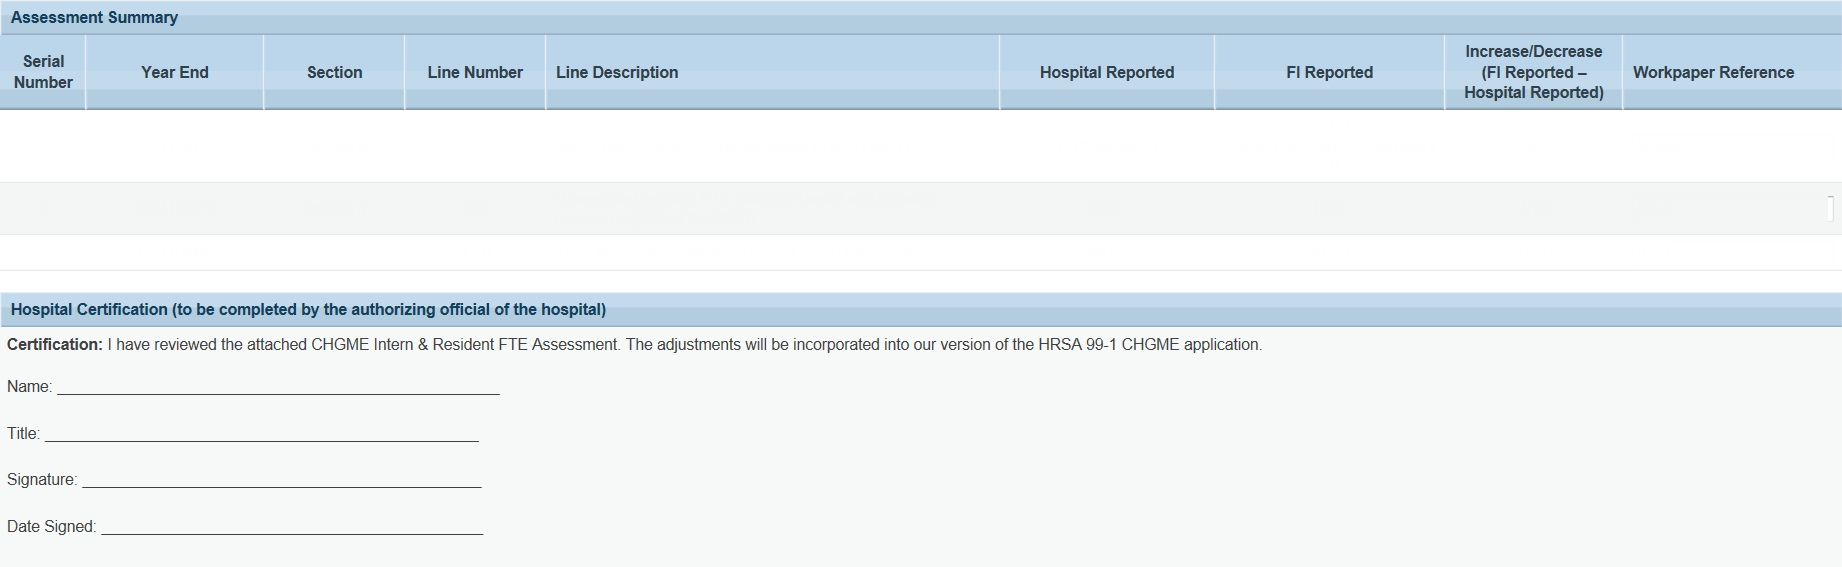 Assessment Summary
Serial Number
Year End
Section
Line Number
Line Description
Hospital Reported
FI Reported
Increase/Decrease (FI Reported – Hospital Reported)
Workpaper Reference
Hospital Certification (to be completed by the authorizing official of the hospital)
Certification: I have reviewed the attached CHGME Intern & Resident FTE Assessment. The adjustments will be incorporated into our version of the HRSA 99-1 CHGME application.
Name:
Title:
Signature:
Date Signed: